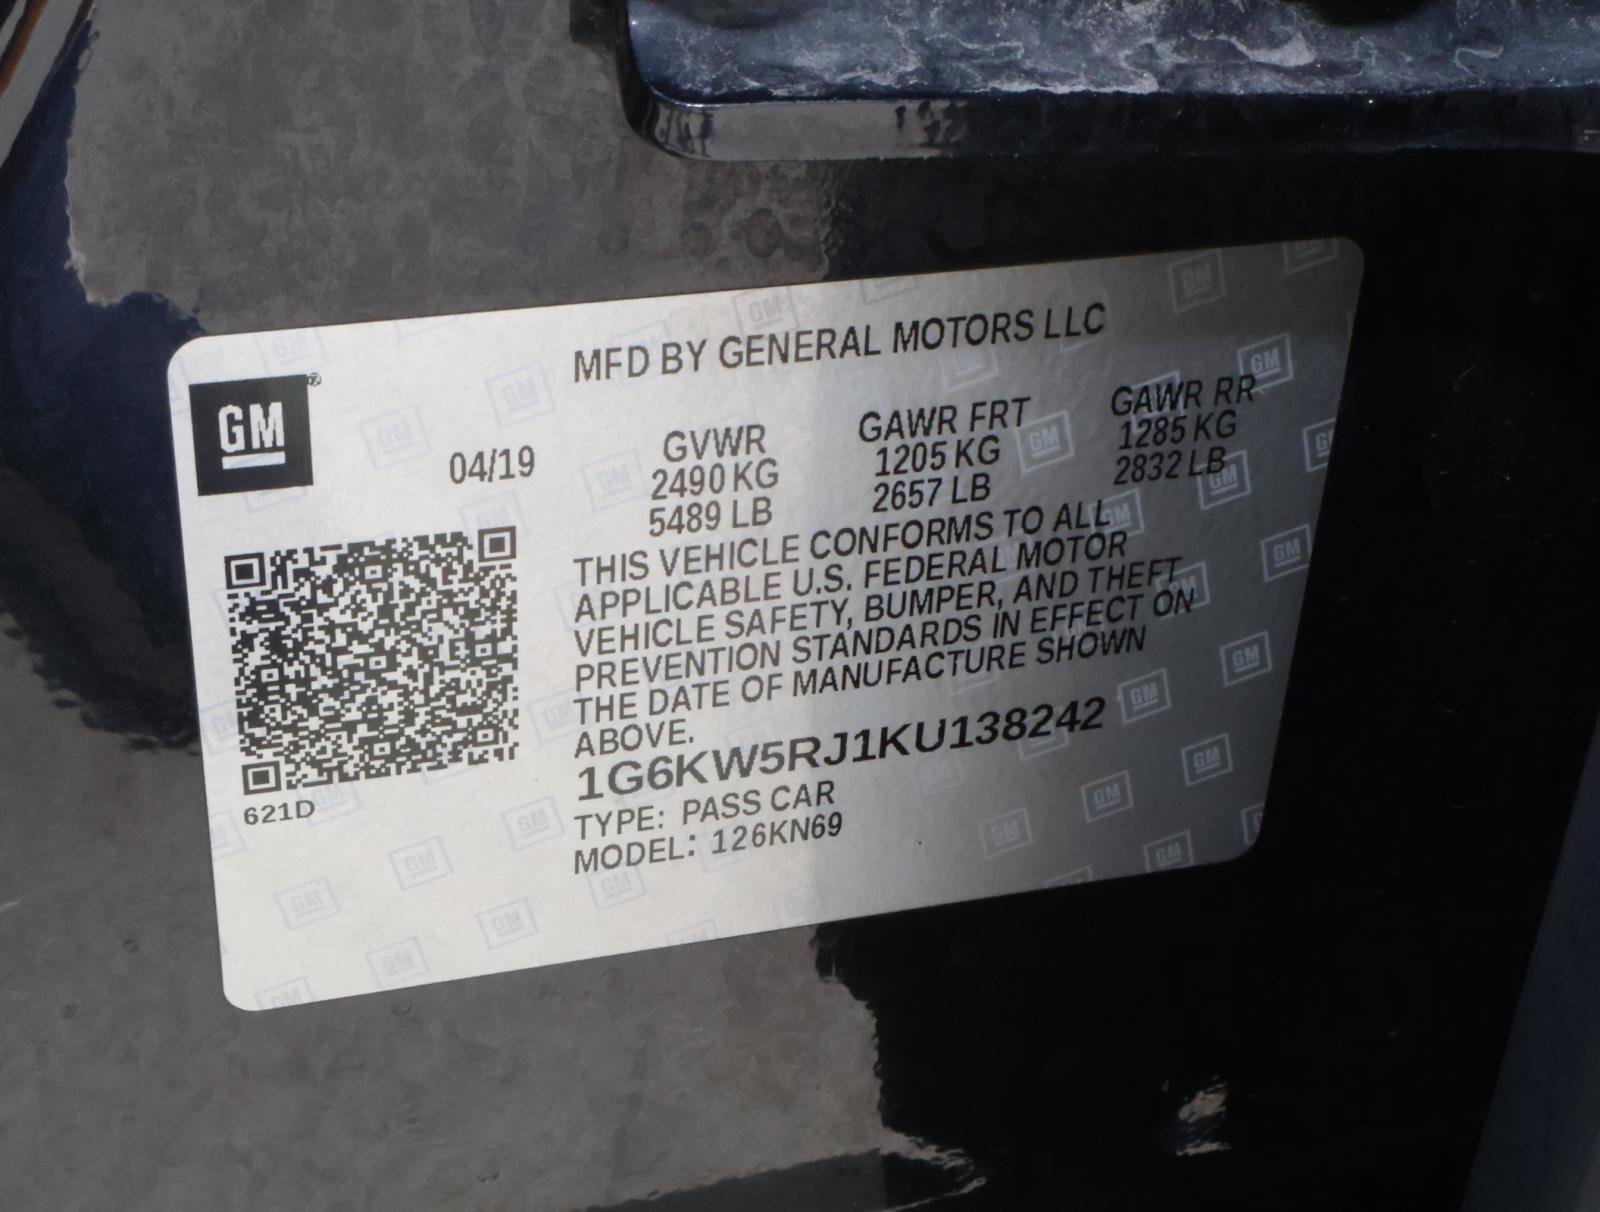 MFD BY GENERAL MOTORS LLC
GM
04/19
GVWR GAWR FRT GAWR RR
2490 KG 1205 KG 1285 KG
5489 LB 2657 LB 2832 LB
THIS VEHICLE CONFORMS TO ALL
APPLICABLE U.S. FEDERAL MOTOR
VEHICLE SAFETY, BUMPER, AND THEFT
PREVENTION STANDARDS IN EFFECT ON
THE DATE OF MANUFACTURE SHOWN
ABOVE.
1G6KW5RJ1KU138242
621D
TYPE: PASS CAR
MODEL: 126KN69